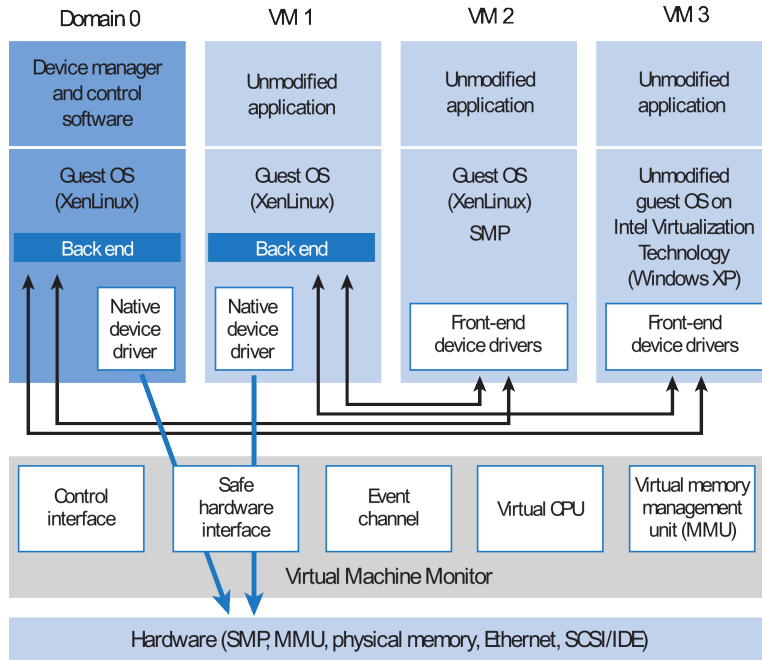 Domain 0
VM 1
VM 2
VM 3
Device manager
and control
software
Unmodified
application
Unmodified
application
Unmodified
application
Guest OS
(XenLinux)
Back end
Native
device
driver
Guest OS
(XenLinux)
Back end
Native
device
driver
Guest OS
(XenLinux)
SMP
Front-end
device drivers
Unmodified
guest OS on
Intel Virtualization
Technology
(Windows XP)
Front-end
device drivers
Control
interface
Safe
hardware
interface
Event
channel
Virtual CPU
Virtual memory
management
unit (MMU)
Virtual Machine Monitor
Hardware (SMP, MMU, physical memory, Ethernet, SCSI/IDE)